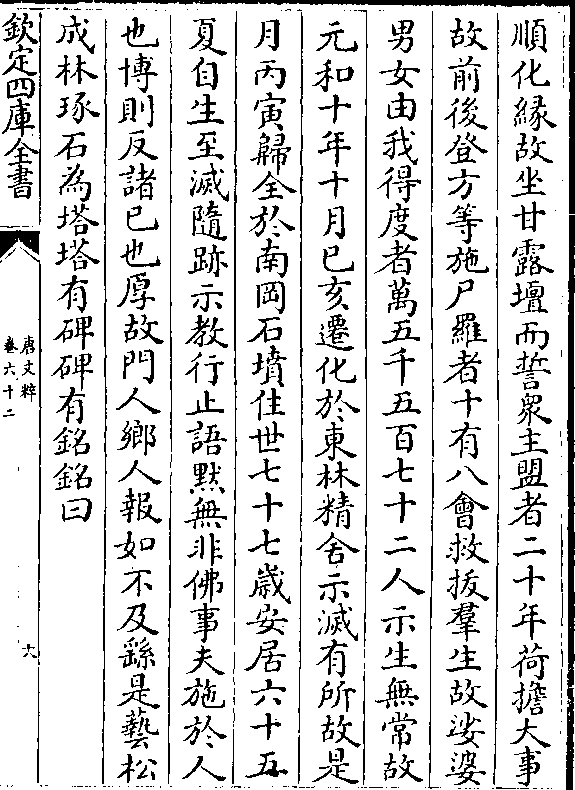 順化縁故坐甘露壇而誓衆主盟者二十年荷擔大事
故前後登方等施尸羅者十有八會救拔羣生故娑婆
男女由我得度者萬五千五百七十二人示生無常故
元和十年十月己亥遷化於東林精舍示滅有所故是
月丙寅歸全於南岡石墳住世七十七嵗安居六十五
夏自生至滅隨跡示教行止語黙無非佛事夫施於人
也博則反諸已也厚故門人鄉人報如不及繇是藝松
成林琢石為塔塔有碑碑有銘銘曰
欽定四庫全書
唐文粹
卷六十二